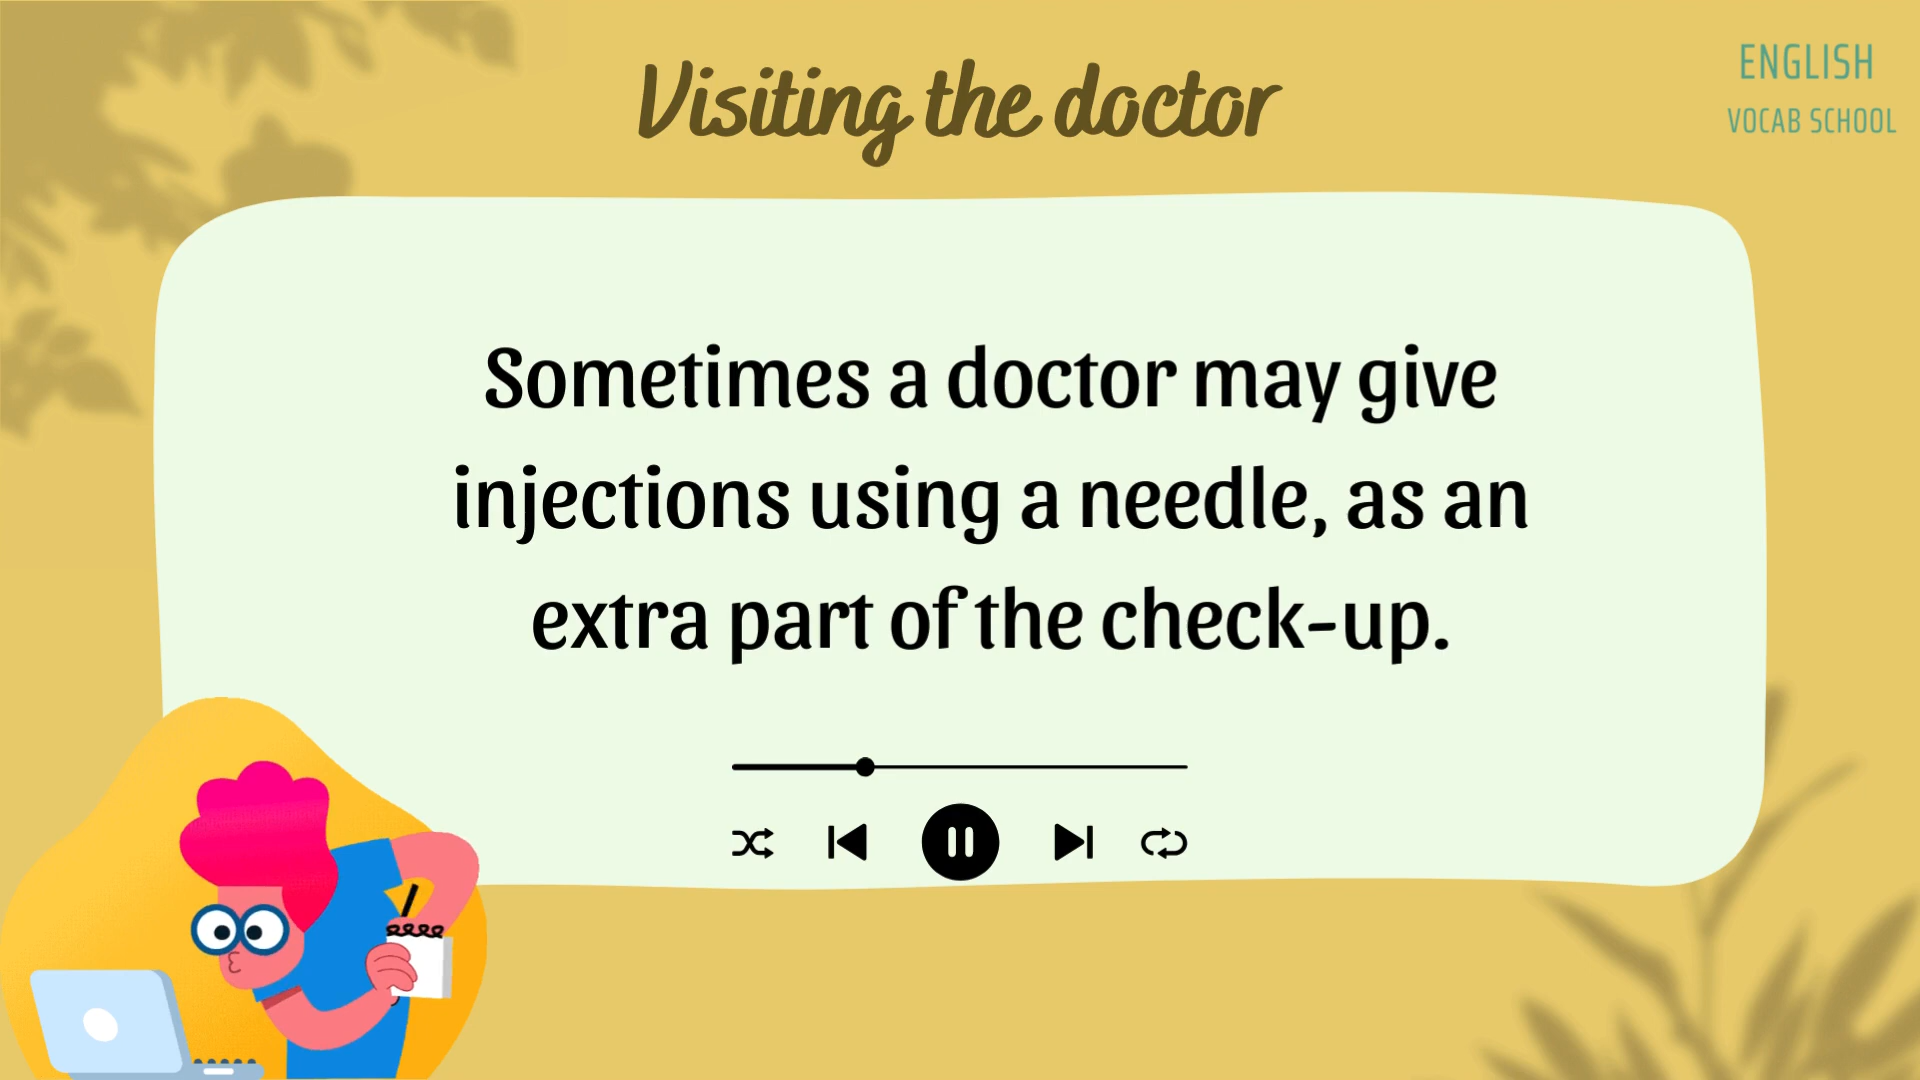 Visiting the doctor
ENGLISH
VOCAB SCHOOL
Sometimes a doctor may give
injections using a needle, as an
extra part of the check-up.